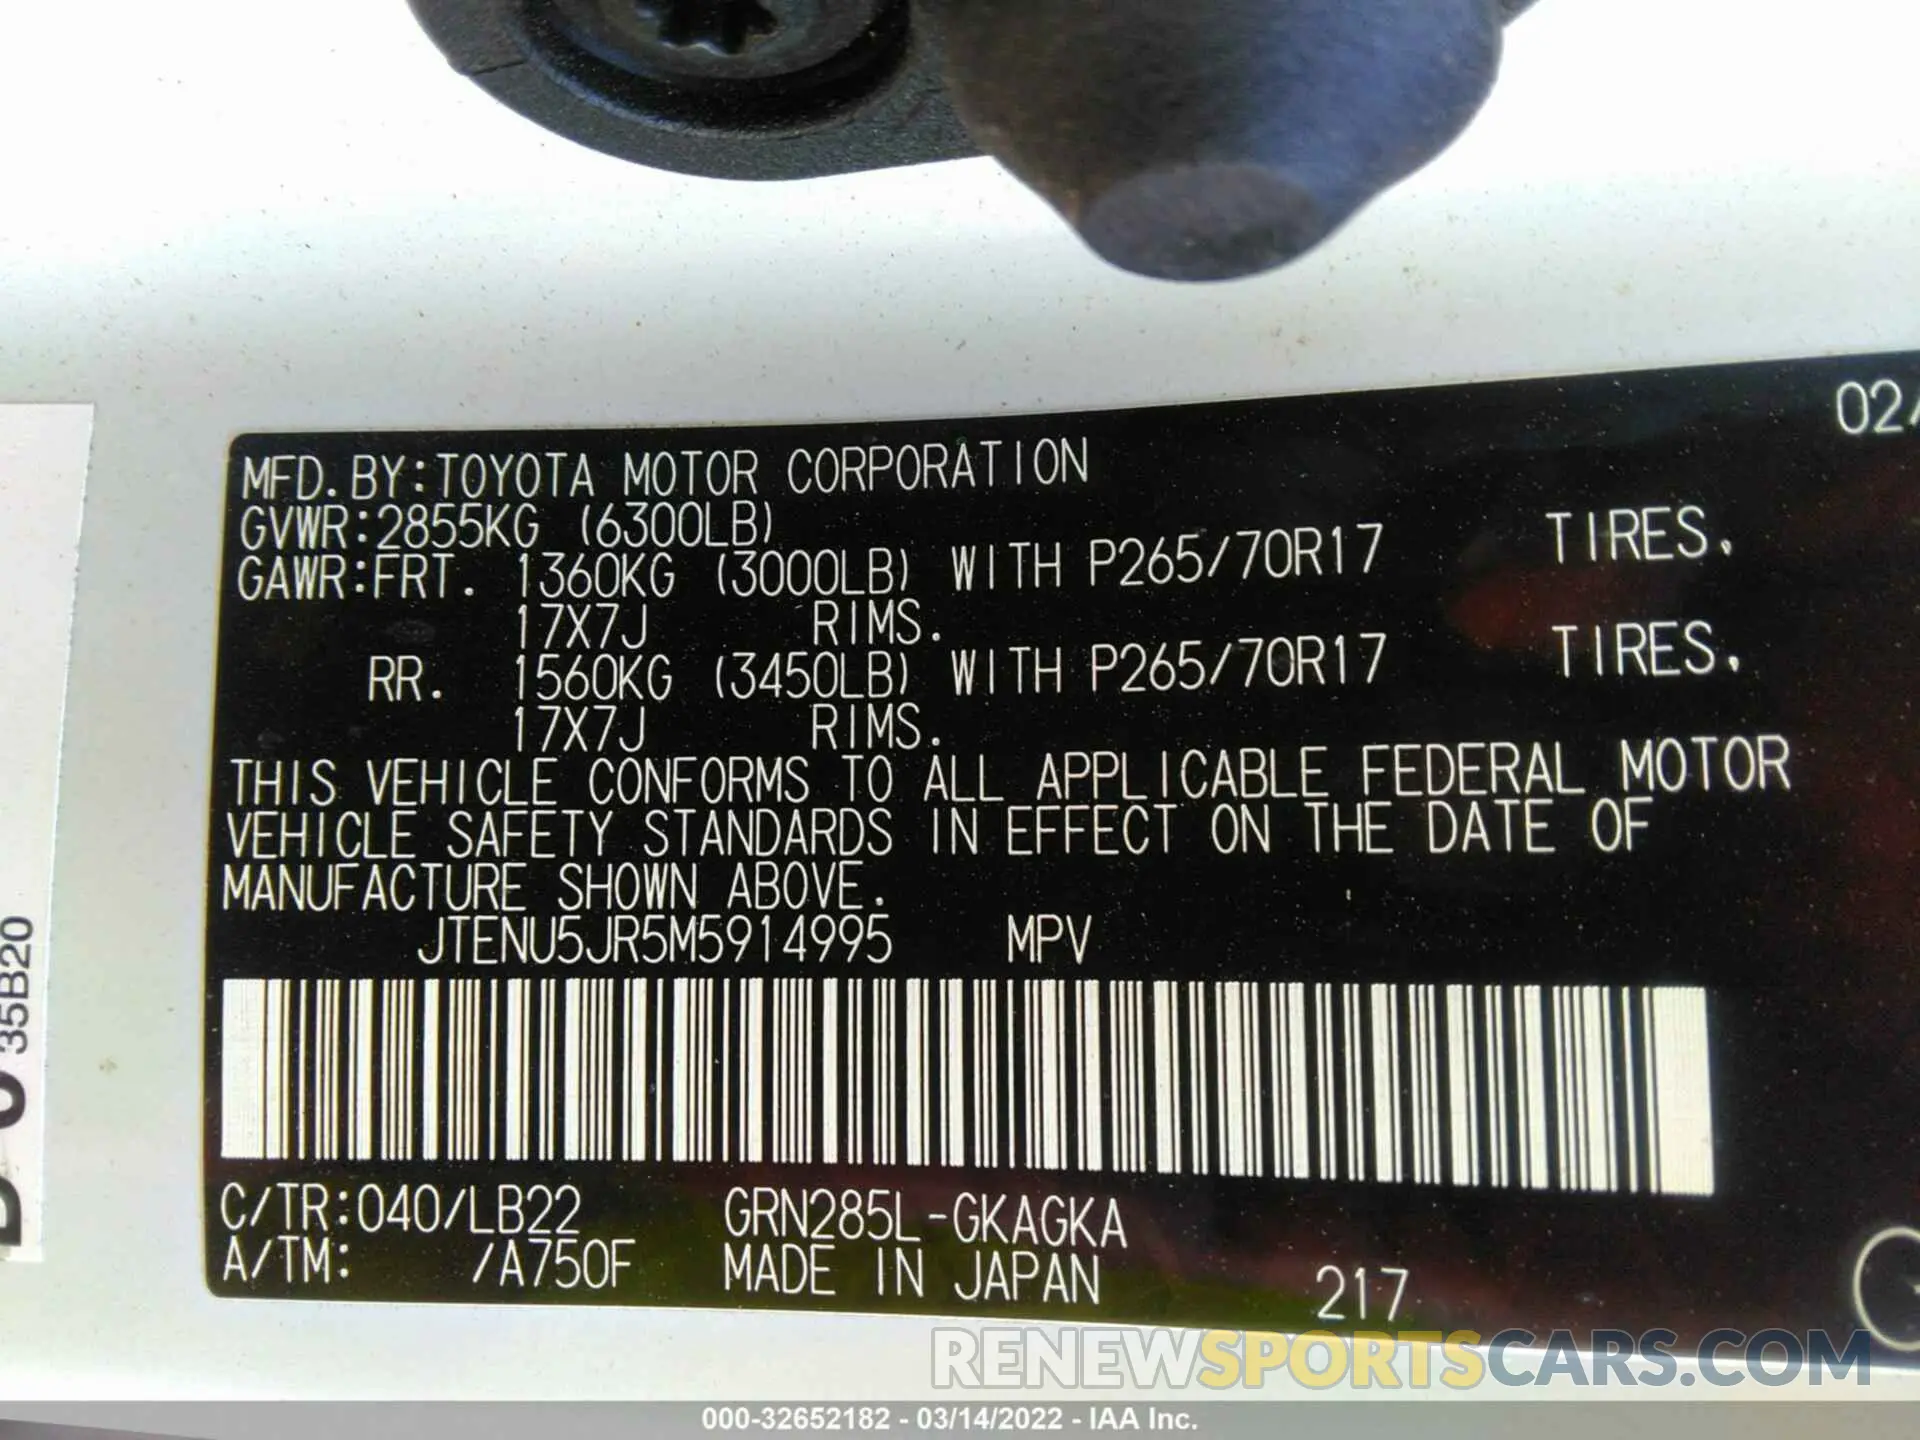 02/
MFD.BY:TOYOTA MOTOR CORPORATION
GVWR:2855KG (6300LB)
GAWR:FRT. 1360KG (3000LB) WITH P265/70R17 TIRES,
17X7J RIMS.
RR. 1560KG (3450LB) WITH P265/70R17 TIRES,
17X7J RIMS.
THIS VEHICLE CONFORMS TO ALL APPLICABLE FEDERAL MOTOR
VEHICLE SAFETY STANDARDS IN EFFECT ON THE DATE OF
MANUFACTURE SHOWN ABOVE.
JTENU5JR5M5914995 MPV
C/TR:040/LB22 GRN285L-GKAGKA
A/TM: /A750F MADE IN JAPAN 217
35B20
RENEWSPORTSCARS.COM
000-32652182 - 03/14/2022 - IAA Inc.